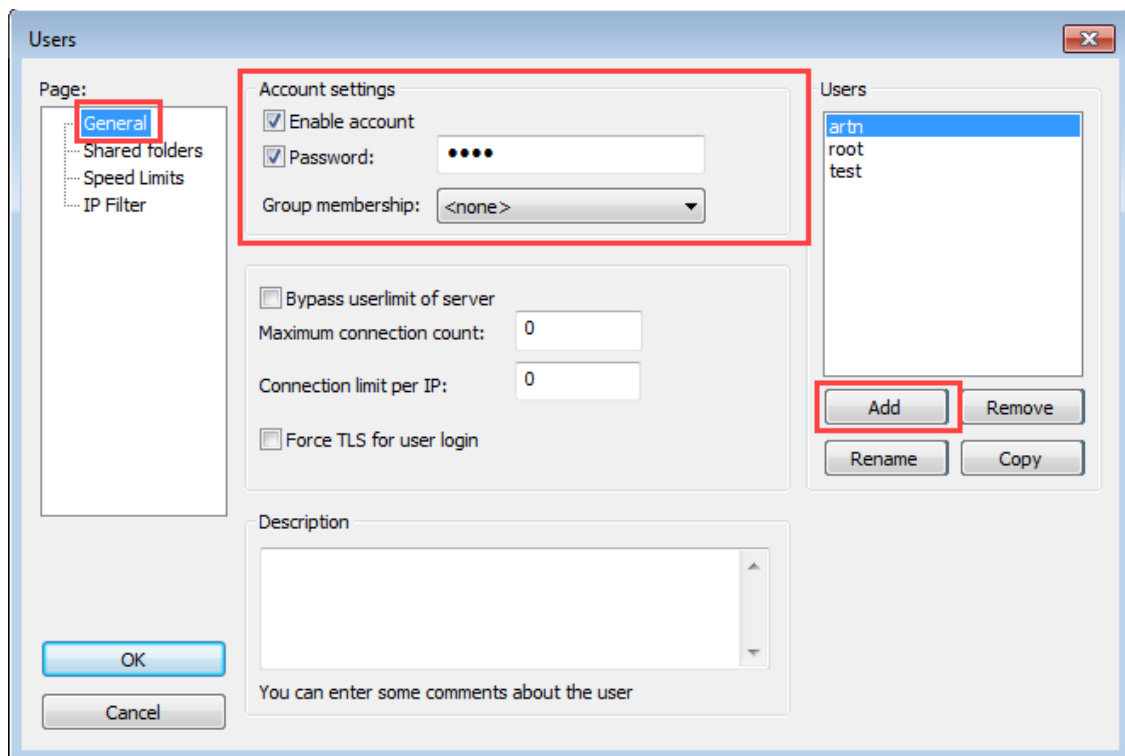 Users
Page:
General
Shared folders
Speed Limits
IP Filter
OK
Cancel
Account settings
Enable account
Password: ••••
Group membership: <none>
Bypass userlimit of server
Maximum connection count: 0
Connection limit per IP: 0
Force TLS for user login
Description
You can enter some comments about the user
Users
artn
root
test
Add Remove
Rename Copy